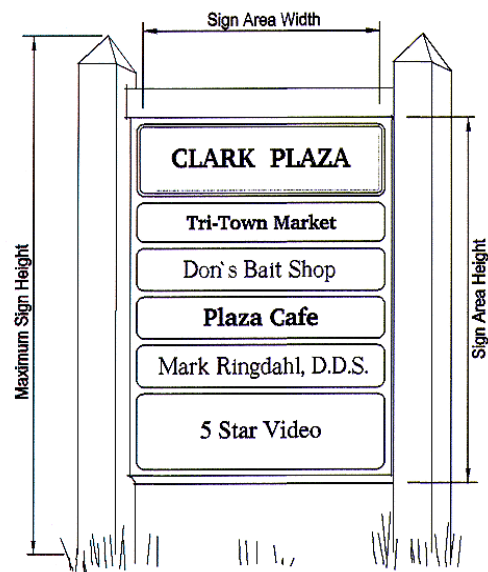 Sign Area Width
Maximum Sign Height
CLARK PLAZA
Tri-Town Market
Don`s Bait Shop
Plaza Cafe
Mark Ringdahl, D.D.S.
5 Star Video
Sign Area Height